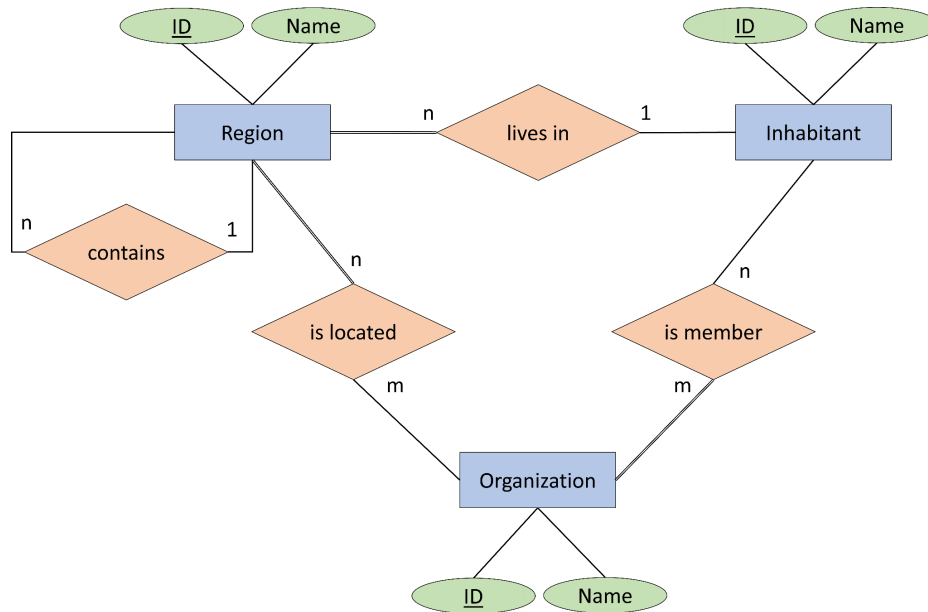 ID
Name
ID
Name
Region
n
lives in
1
Inhabitant
n
contains
1
n
is located
m
n
is member
m
Organization
ID
Name